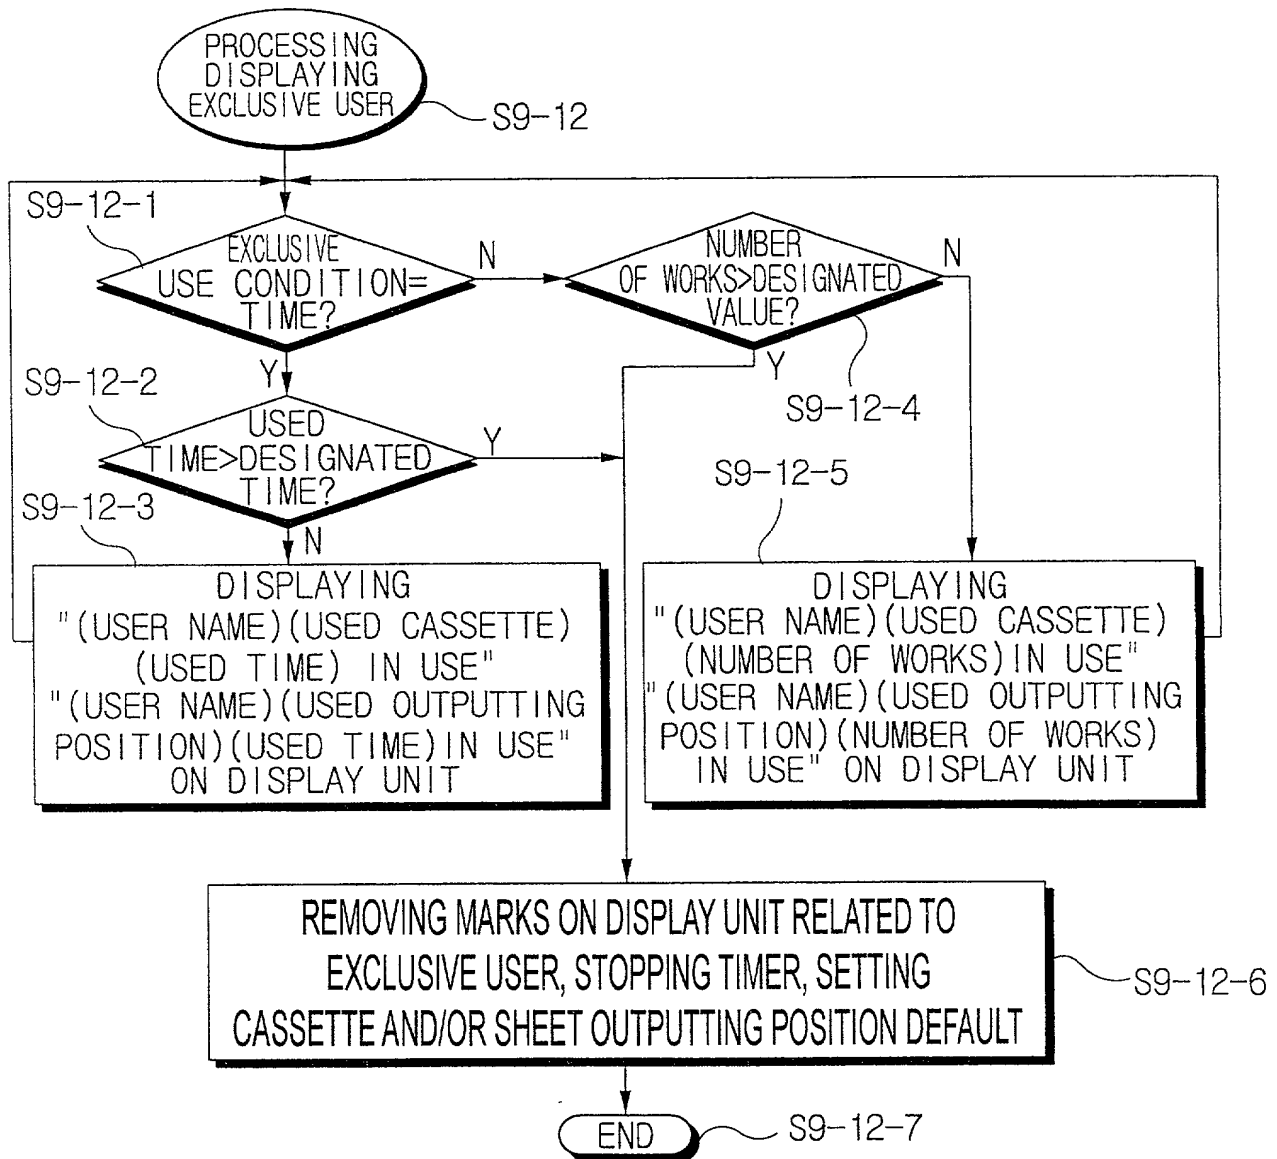 PROCESSING
DISPLAYING
EXCLUSIVE USER
S9-12
S9-12-1
EXCLUSIVE
USE CONDITION=
TIME?
N
NUMBER
OF WORKS>DESIGNATED
VALUE?
N
Y
Y
S9-12-4
S9-12-2
USED
TIME>DESIGNATED
TIME?
Y
N
S9-12-3
DISPLAYING
"(USER NAME)(USED CASSETTE)
(USED TIME) IN USE"
"(USER NAME)(USED OUTPUTTING
POSITION)(USED TIME)IN USE"
ON DISPLAY UNIT
S9-12-5
DISPLAYING
"(USER NAME)(USED CASSETTE)
(NUMBER OF WORKS)IN USE"
"(USER NAME)(USED OUTPUTTING
POSITION)(NUMBER OF WORKS)
IN USE" ON DISPLAY UNIT
REMOVING MARKS ON DISPLAY UNIT RELATED TO
EXCLUSIVE USER, STOPPING TIMER, SETTING
CASSETTE AND/OR SHEET OUTPUTTING POSITION DEFAULT
S9-12-6
END
S9-12-7